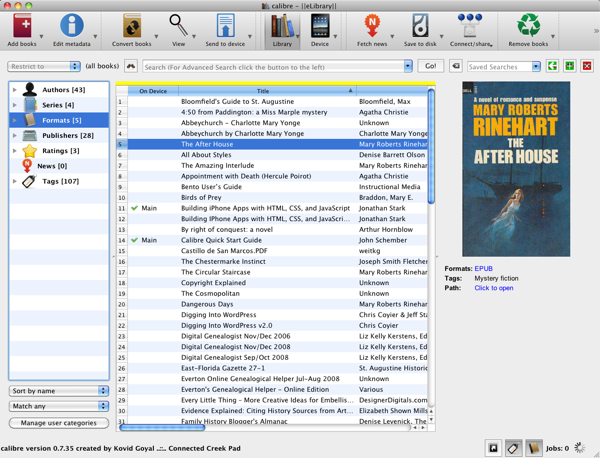 calibre - ||eLibrary||
Add books Edit metadata Convert books View Send to device Library Device Fetch news Save to disk Connect/share Remove books
Restrict to (all books) Search (For Advanced Search click the button to the left) Go! Saved Searches
Authors [43]
Series [4]
Formats [5]
Publishers [28]
Ratings [3]
News [0]
Tags [107]
Sort by name
Match any
Manage user categories
On Device Title
1 Bloomfield's Guide to St. Augustine Bloomfield, Max
2 4:50 from Paddington: a Miss Marple mystery Agatha Christie
3 Abbeychurch - Charlotte Mary Yonge Unknown
4 Abbeychurch by Charlotte Mary Yonge Charlotte Mary Yonge
5 The After House Mary Roberts Rinehar
6 All About Styles Denise Barrett Olson
7 The Amazing Interlude Mary Roberts Rinehar
8 Appointment with Death (Hercule Poirot) Agatha Christie
9 Bento User's Guide Instructional Media
10 Birds of Prey Braddon, Mary E.
11 Main Building iPhone Apps with HTML, CSS, and JavaScript Jonathan Stark
12 Building iPhone Apps with HTML, CSS, and JavaScri... Jonathan Stark
13 By right of conquest: a novel Arthur Hornblow
14 Main Calibre Quick Start Guide John Schember
15 Castillo de San Marcos.PDF weitkg
16 The Chestermarke Instinct Joseph Smith Fletcher
17 The Circular Staircase Mary Roberts Rinehar
18 Copyright Explained Unknown
19 The Cosmopolitan Unknown
20 Dangerous Days Mary Roberts Rinehar
21 Digging Into WordPress Chris Coyier & Jeff Sta
22 Digging Into WordPress v2.0 Chris Coyier
23 Digital Genealogist Nov/Dec 2006 Liz Kelly Kerstens, Ed
24 Digital Genealogist Nov/Dec 2008 Liz Kelley Kerstens, E
25 Digital Genealogist Sep/Oct 2008 Liz Kelley Kerstens, E
26 East-Florida Gazette 27-1 St. Augustine Historic
27 Everton Online Genealogical Helper Jul-Aug 2008 Unknown
28 Everton's Genealogical Helper - Online Edition Various
29 Every Little Thing - More Creative Ideas for Embellis... DesignerDigitals.com
30 Evidence Explained: Citing History Sources from Art... Elizabeth Shown Mills
31 Family History Blogger's Almanac Denise Levenick, The
DELL
A novel of romance and suspense
MARY ROBERTS
RINEHART
THE
AFTER HOUSE
Formats: EPUB
Tags: Mystery fiction
Path: Click to open
calibre version 0.7.35 created by Kovid Goyal ..::.. Connected Creek Pad Jobs: 0